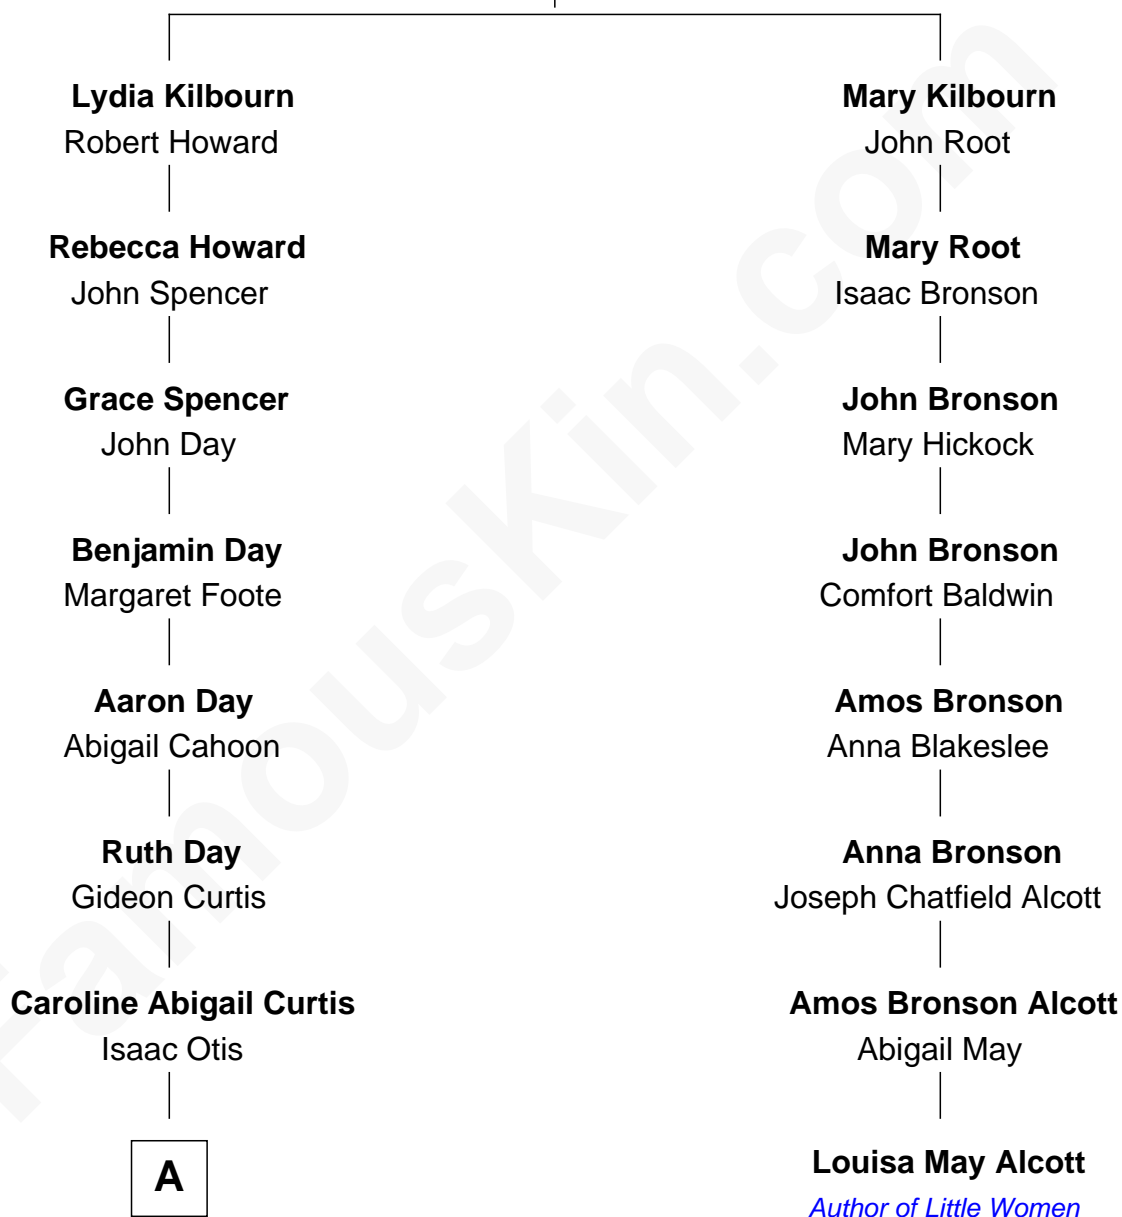 Lydia Kilbourn
Robert Howard
Mary Kilbourn
John Root
Rebecca Howard
John Spencer
Mary Root
Isaac Bronson
Grace Spencer
John Day
John Bronson
Mary Hickock
Benjamin Day
Margaret Foote
John Bronson
Comfort Baldwin
Aaron Day
Abigail Cahoon
Amos Bronson
Anna Blakeslee
Ruth Day
Gideon Curtis
Anna Bronson
Joseph Chatfield Alcott
Caroline Abigail Curtis
Isaac Otis
Amos Bronson Alcott
Abigail May
A
Louisa May Alcott
Author of Little Women
FamousKin.com